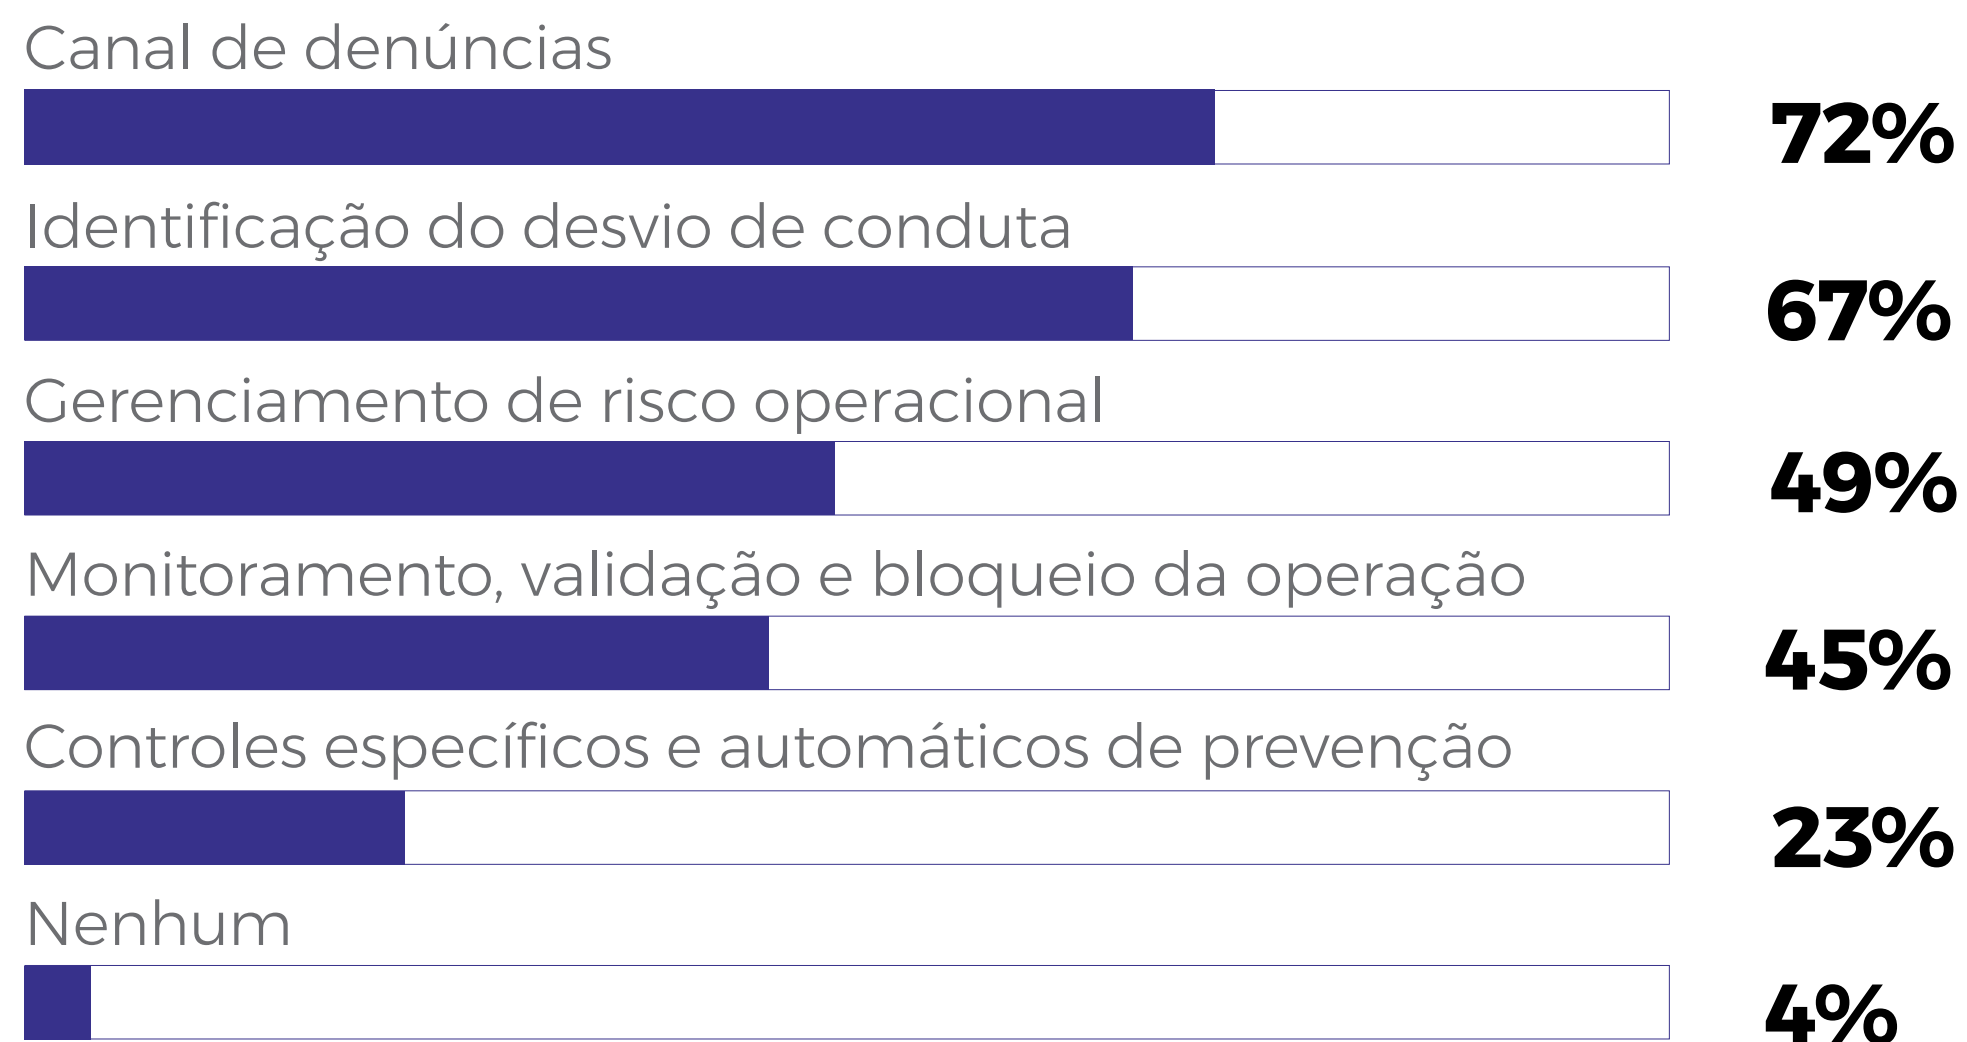 Canal de denúncias
72%
Identificação do desvio de conduta
67%
Gerenciamento de risco operacional
49%
Monitoramento, validação e bloqueio da operação
45%
Controles específicos e automáticos de prevenção
23%
Nenhum
4%